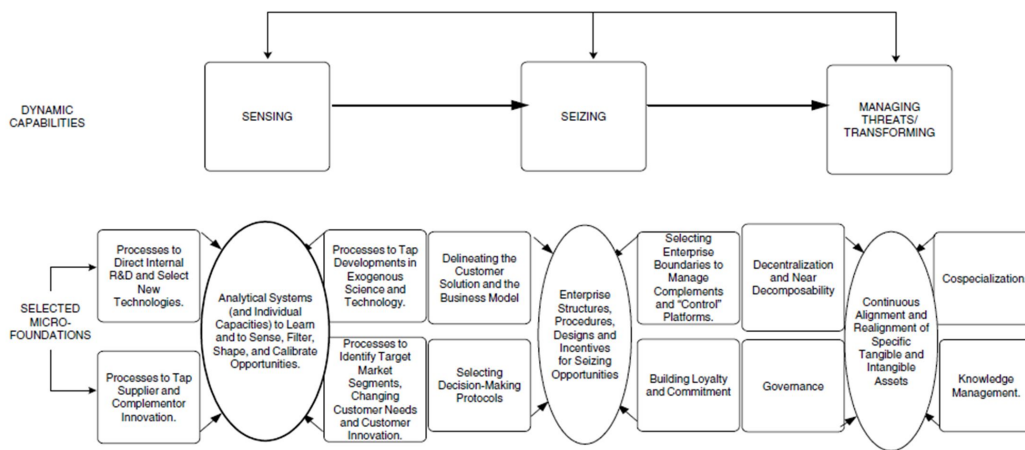 DYNAMIC
CAPABILITIES
SENSING
SEIZING
MANAGING
THREATS/
TRANSFORMING
SELECTED
MICRO-
FOUNDATIONS
Processes to
Direct Internal
R&D and Select
New
Technologies.
Processes to Tap
Supplier and
Complementor
Innovation.
Analytical Systems
(and Individual
Capacities) to Learn
and to Sense, Filter,
Shape, and Calibrate
Opportunities.
Processes to Tap
Developments in
Exogenous
Science and
Technology.
Processes to
Identify Target
Market
Segments,
Changing
Customer Needs
and Customer
Innovation.
Delineating the
Customer
Solution and the
Business Model
Selecting
Decision-Making
Protocols
Enterprise
Structures,
Procedures,
Designs and
Incentives
for Seizing
Opportunities
Selecting
Enterprise
Boundaries to
Manage
Complements
and “Control”
Platforms.
Building Loyalty
and Commitment
Decentralization
and Near
Decomposability
Governance
Continuous
Alignment and
Realignment of
Specific
Tangible and
Intangible
Assets
Cospecialization
Knowledge
Management.